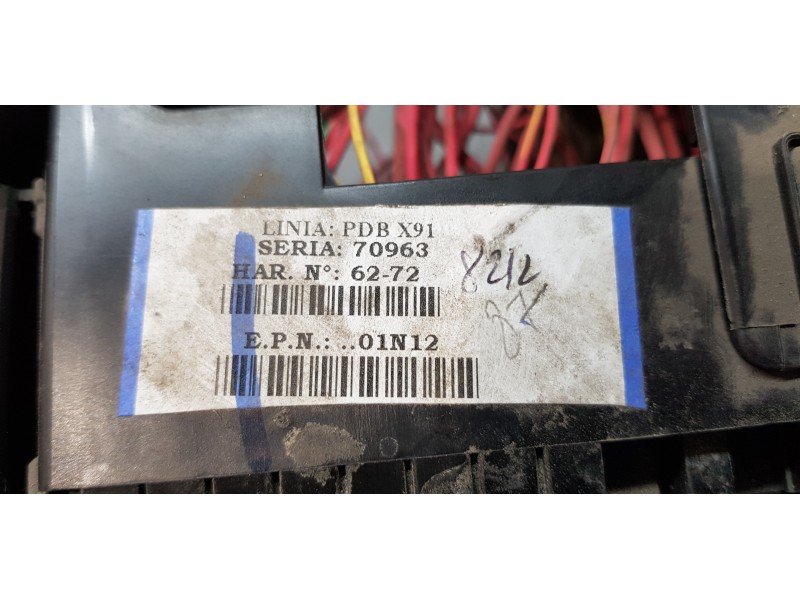 LINIA: PDB X91
SERIA: 70963
HAR. N°: 62-72
E.P.N.: ..01N12